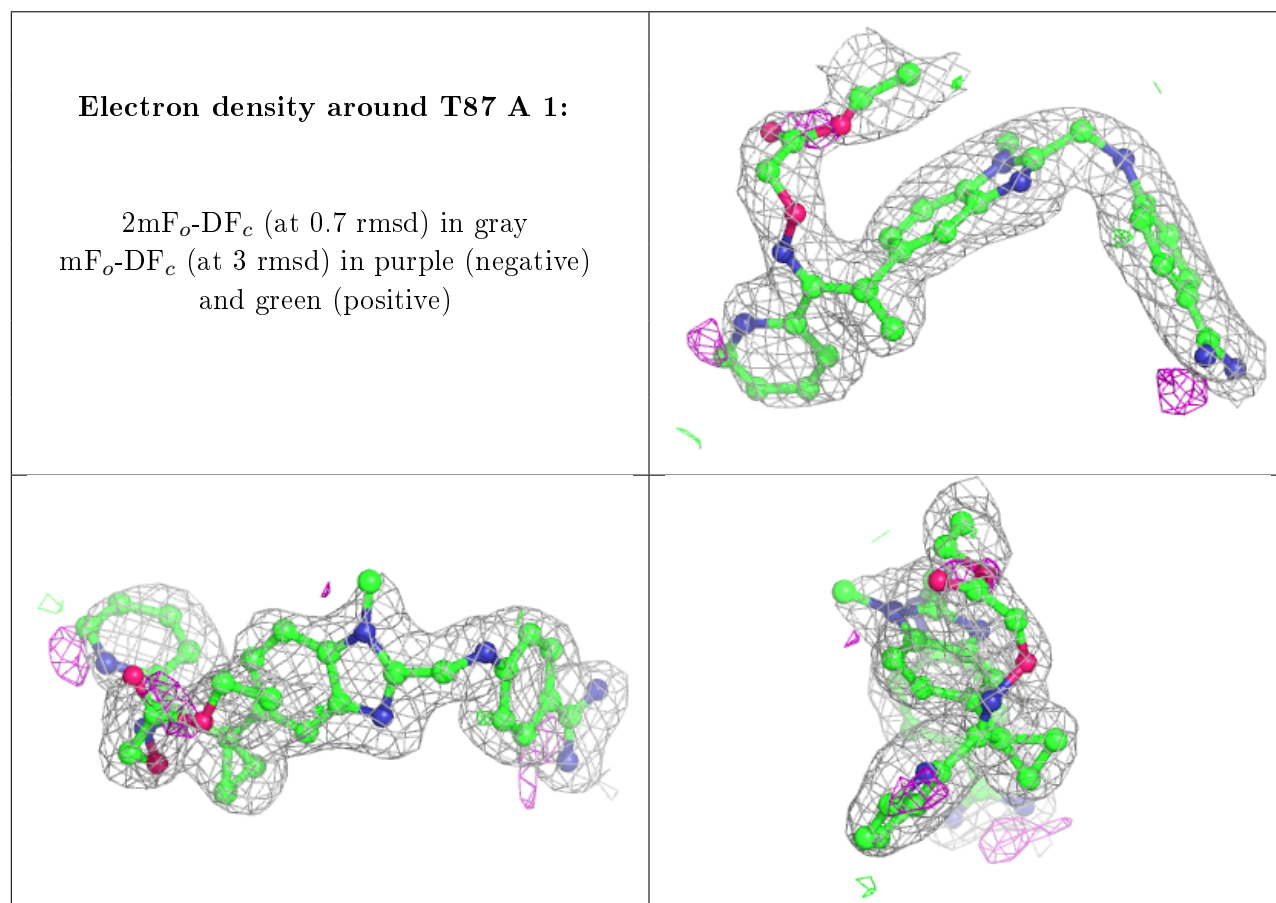 Electron density around T87 A 1:
2mFo-DFc (at 0.7 rmsd) in gray
mFo-DFc (at 3 rmsd) in purple (negative)
and green (positive)